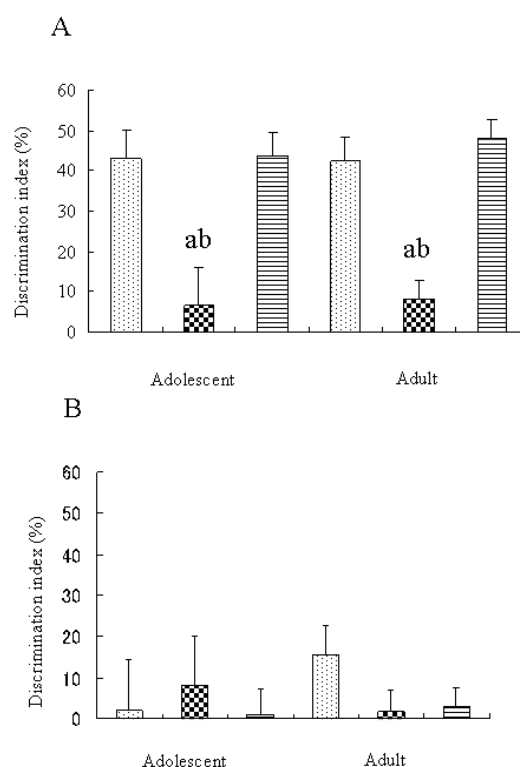 A
Discrimination index (%)
60
50
40
30
20
10
0
ab
ab
Adolescent
Adult
B
Discrimination index (%)
60
50
40
30
20
10
0
Adolescent
Adult